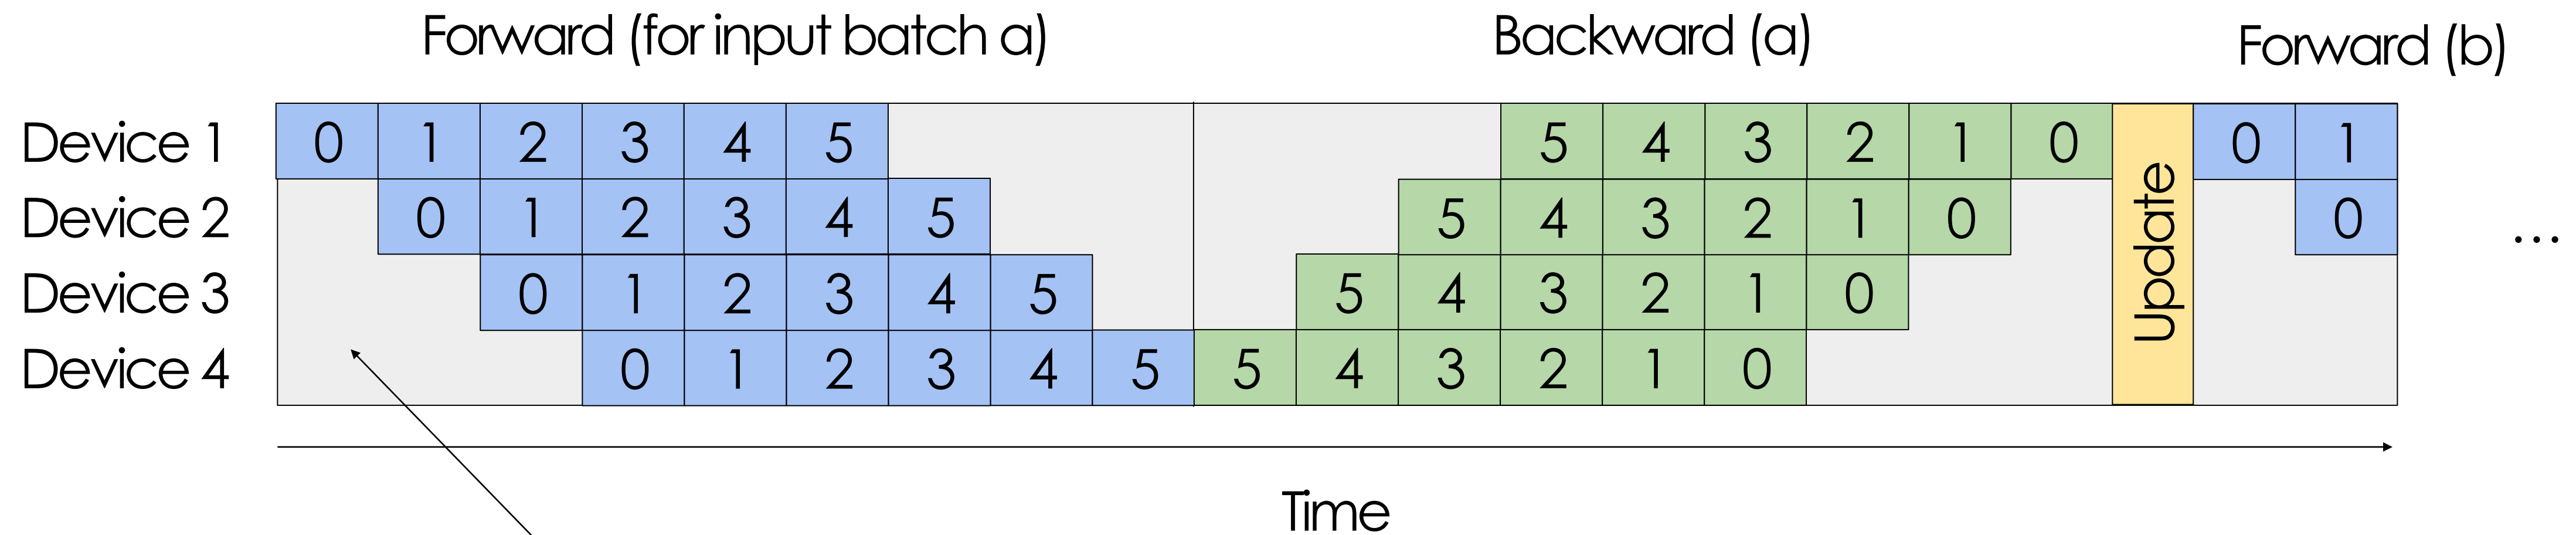 Forward (for input batch a) Backward (a) Forward (b)
Device 1 0 1 2 3 4 5 5 4 3 2 1 0 0 1
Device 2 0 1 2 3 4 5 5 4 3 2 1 0 0 ...
Device 3 0 1 2 3 4 5 5 4 3 2 1 0
Device 4 0 1 2 3 4 5 5 4 3 2 1 0
Update
Time